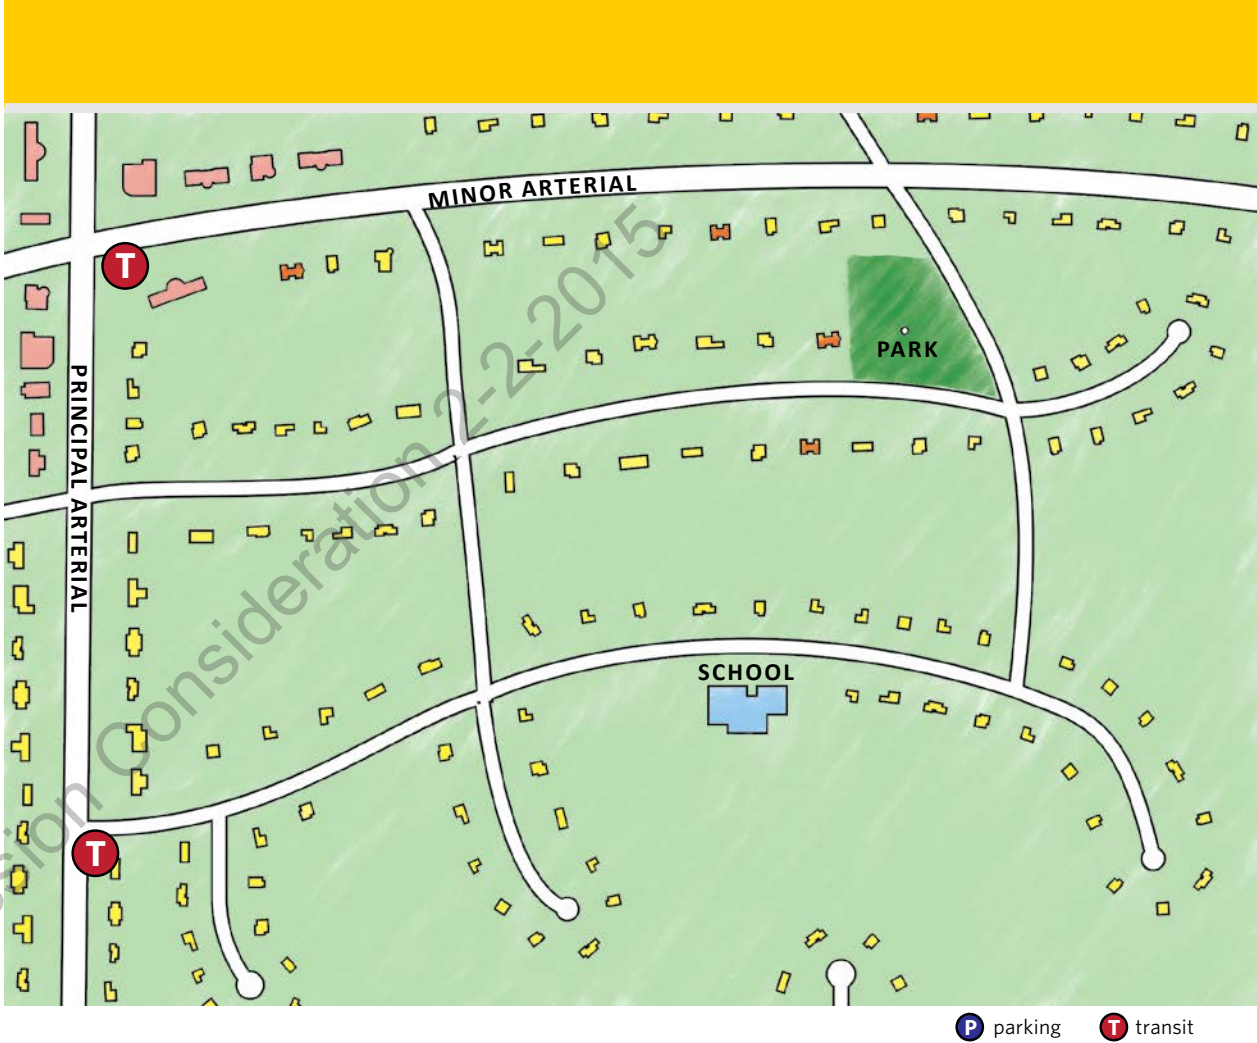 MINOR ARTERIAL
T
PARK
PRINCIPAL ARTERIAL
Consideration 2-2-2015
SCHOOL
T
P parking T transit